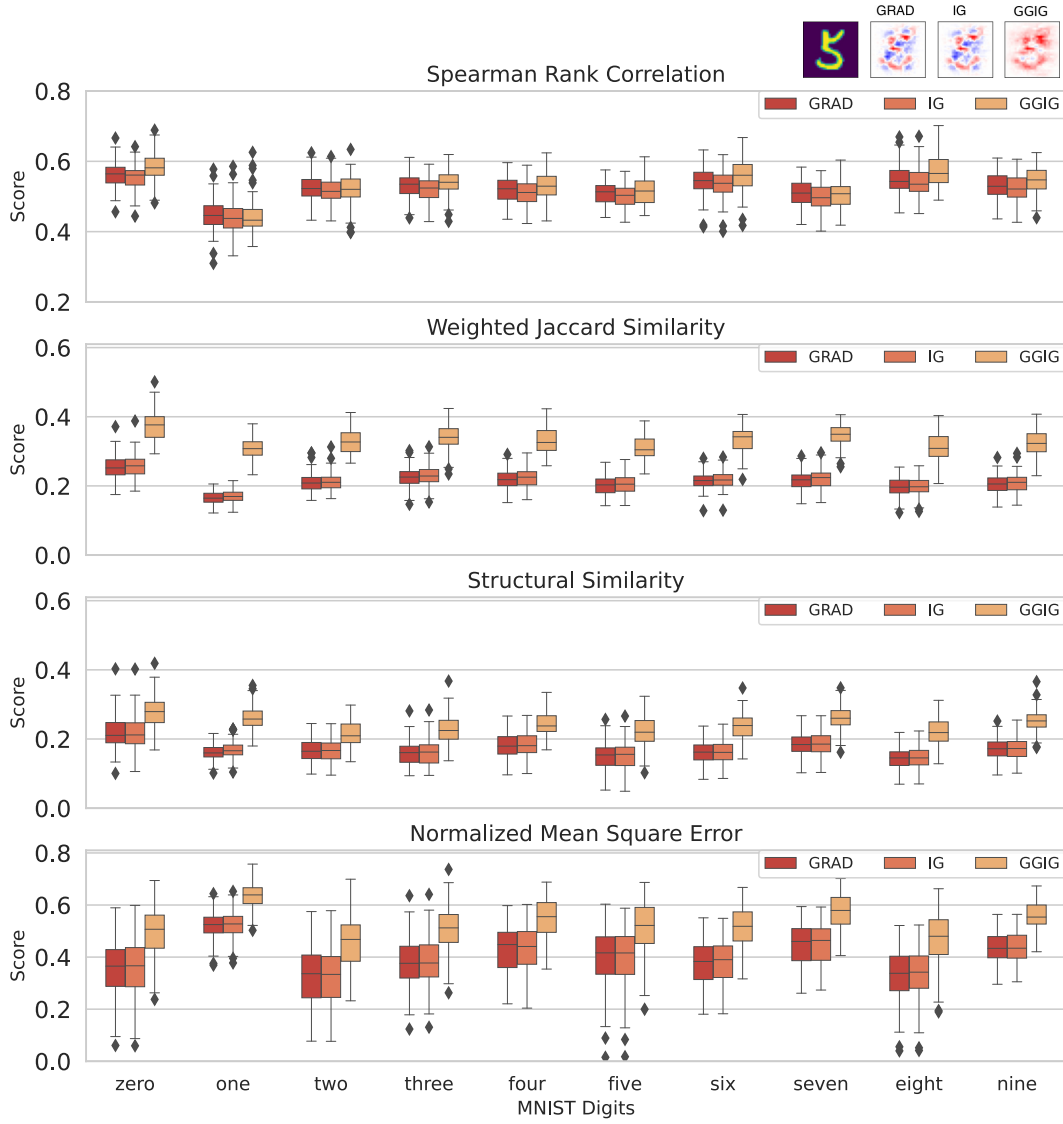 GRAD IG GGIG
Spearman Rank Correlation
0.8
GRAD IG GGIG
0.6
Score
0.4
0.2
Weighted Jaccard Similarity
0.6
GRAD IG GGIG
0.4
Score
0.2
0.0
Structural Similarity
0.6
GRAD IG GGIG
0.4
Score
0.2
0.0
Normalized Mean Square Error
0.8
GRAD IG GGIG
0.6
Score
0.4
0.2
0.0
zero one two three four five six seven eight nine
MNIST Digits